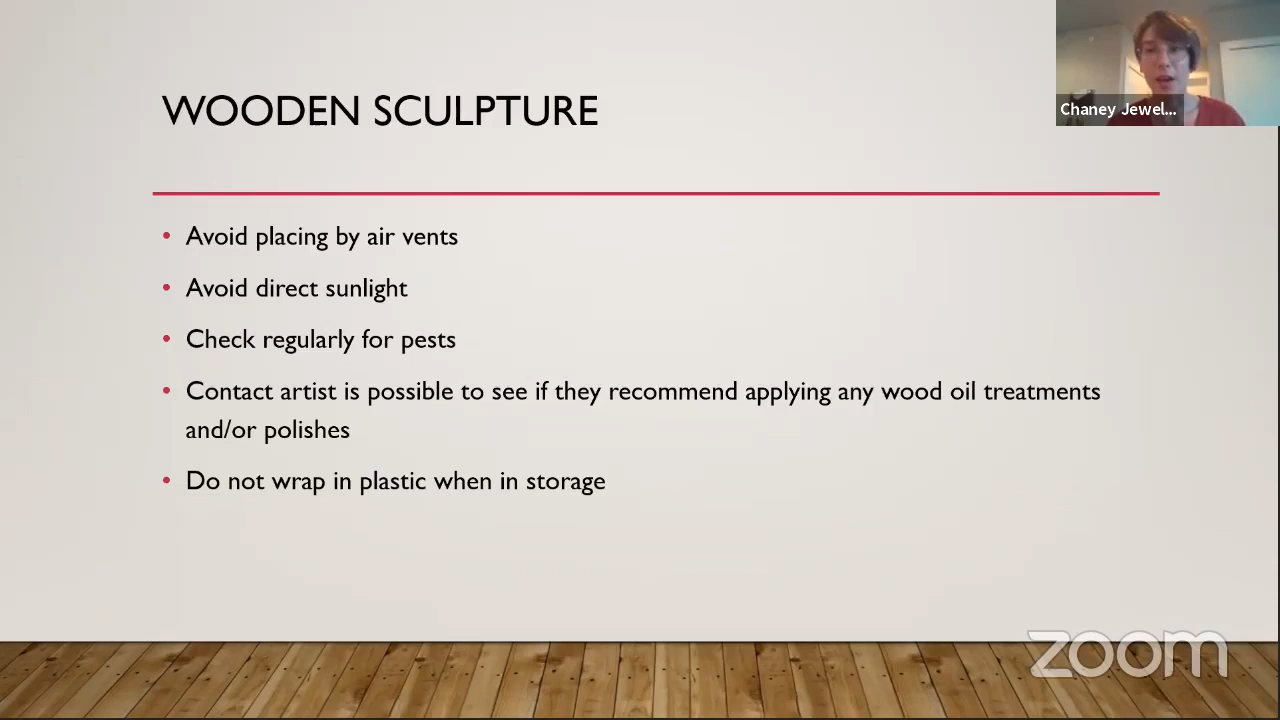 WOODEN SCULPTURE
Chaney Jewel...
• Avoid placing by air vents
• Avoid direct sunlight
• Check regularly for pests
• Contact artist is possible to see if they recommend applying any wood oil treatments
and/or polishes
• Do not wrap in plastic when in storage
zoom